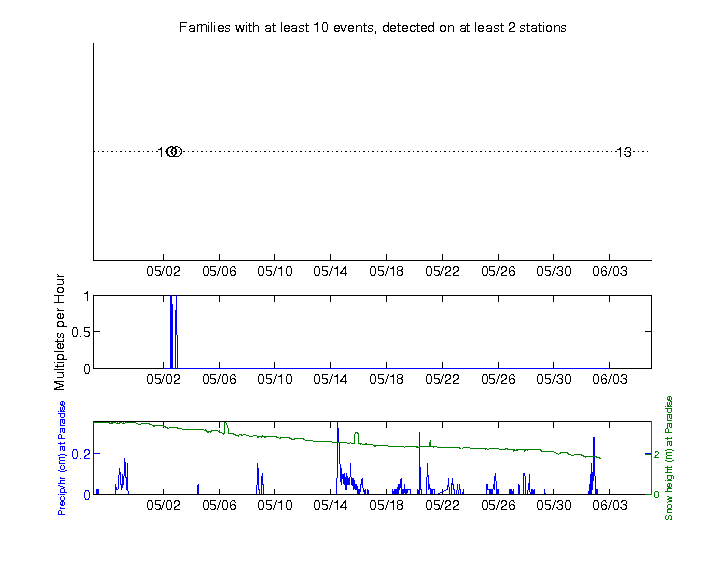 Families with at least 10 events, detected on at least 2 stations
13
05/02 05/06 05/10 05/14 05/18 05/22 05/26 05/30 06/03
Multiplets per Hour
1
0.5
0
05/02 05/06 05/10 05/14 05/18 05/22 05/26 05/30 06/03
Precip/hr (cm) at Paradise
0.2
0
2
0
Snow height (m) at Paradise
05/02 05/06 05/10 05/14 05/18 05/22 05/26 05/30 06/03